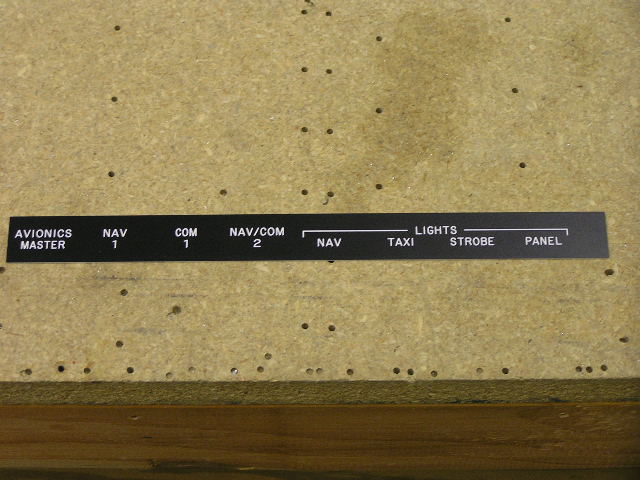 AVIONICS MASTER
NAV 1
COM 1
NAV/COM 2
LIGHTS
NAV TAXI STROBE PANEL